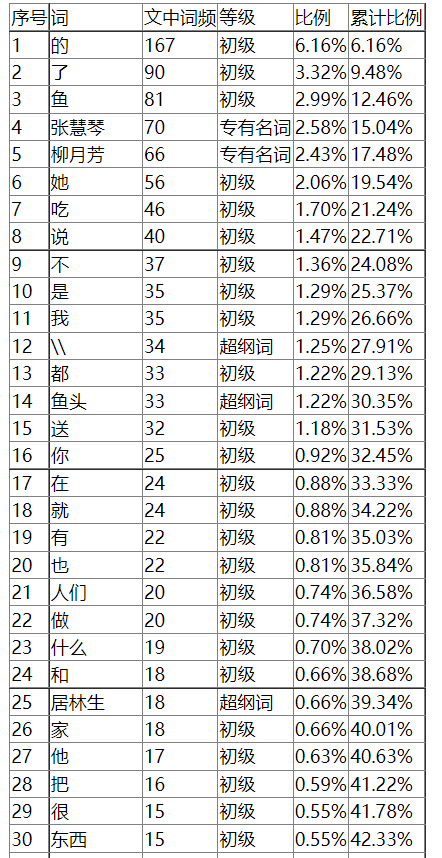 序号 词 文中词频 等级 比例 累计比例
1 的 167 初级 6.16% 6.16%
2 了 90 初级 3.32% 9.48%
3 鱼 81 初级 2.99% 12.46%
4 张慧琴 70 专有名词 2.58% 15.04%
5 柳月芳 66 专有名词 2.43% 17.48%
6 她 56 初级 2.06% 19.54%
7 吃 46 初级 1.70% 21.24%
8 说 40 初级 1.47% 22.71%
9 不 37 初级 1.36% 24.08%
10 是 35 初级 1.29% 25.37%
11 我 35 初级 1.29% 26.66%
12 \\ 34 超纲词 1.25% 27.91%
13 都 33 初级 1.22% 29.13%
14 鱼头 33 超纲词 1.22% 30.35%
15 送 32 初级 1.18% 31.53%
16 你 25 初级 0.92% 32.45%
17 在 24 初级 0.88% 33.33%
18 就 24 初级 0.88% 34.22%
19 有 22 初级 0.81% 35.03%
20 也 22 初级 0.81% 35.84%
21 人们 20 初级 0.74% 36.58%
22 做 20 初级 0.74% 37.32%
23 什么 19 初级 0.70% 38.02%
24 和 18 初级 0.66% 38.68%
25 居林生 18 超纲词 0.66% 39.34%
26 家 18 初级 0.66% 40.01%
27 他 17 初级 0.63% 40.63%
28 把 16 初级 0.59% 41.22%
29 很 15 初级 0.55% 41.78%
30 东西 15 初级 0.55% 42.33%